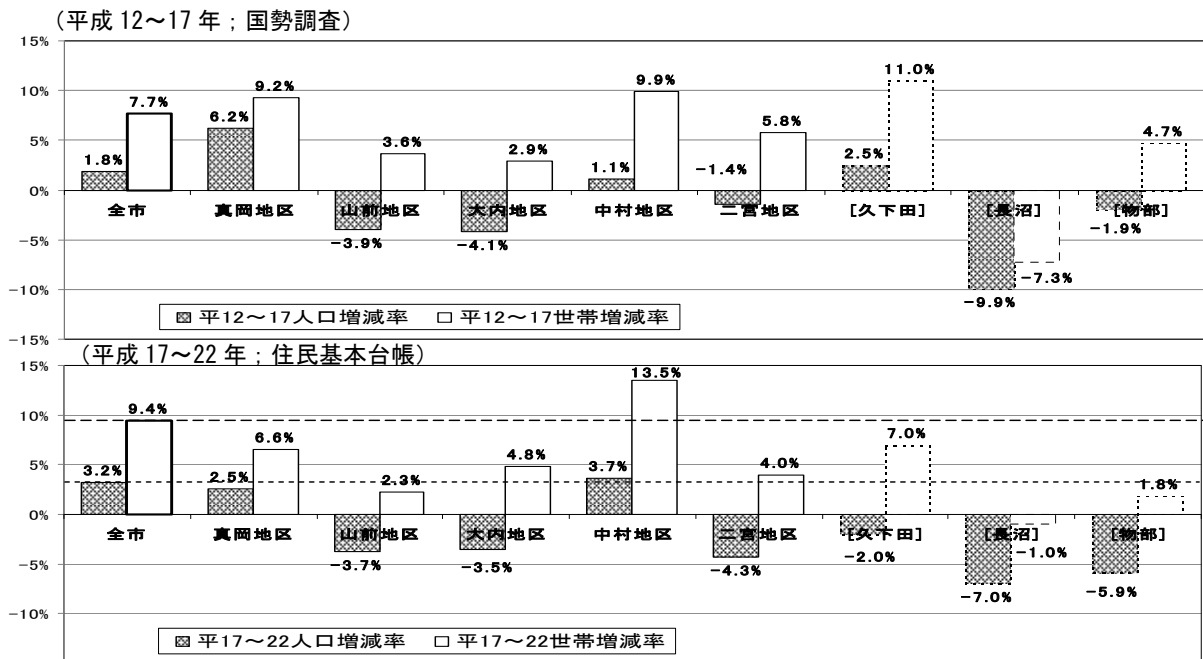 (平成 12～17 年；国勢調査)
15%
10%
5%
0%
-5%
-10%
-15%
1.8%
7.7%
6.2%
9.2%
-3.9%
3.6%
-4.1%
2.9%
1.1%
9.9%
-1.4%
5.8%
2.5%
11.0%
-9.9%
-7.3%
-1.9%
4.7%
全市
真岡地区
山前地区
大内地区
中村地区
二宮地区
[久下田]
[長沼]
[物部]
平12～17人口増減率 平12～17世帯増減率
(平成 17～22 年；住民基本台帳)
15%
10%
5%
0%
-5%
-10%
3.2%
9.4%
2.5%
6.6%
-3.7%
2.3%
-3.5%
4.8%
3.7%
13.5%
-4.3%
4.0%
-2.0%
7.0%
-7.0%
-1.0%
-5.9%
1.8%
全市
真岡地区
山前地区
大内地区
中村地区
二宮地区
[久下田]
[長沼]
[物部]
平17～22人口増減率 平17～22世帯増減率